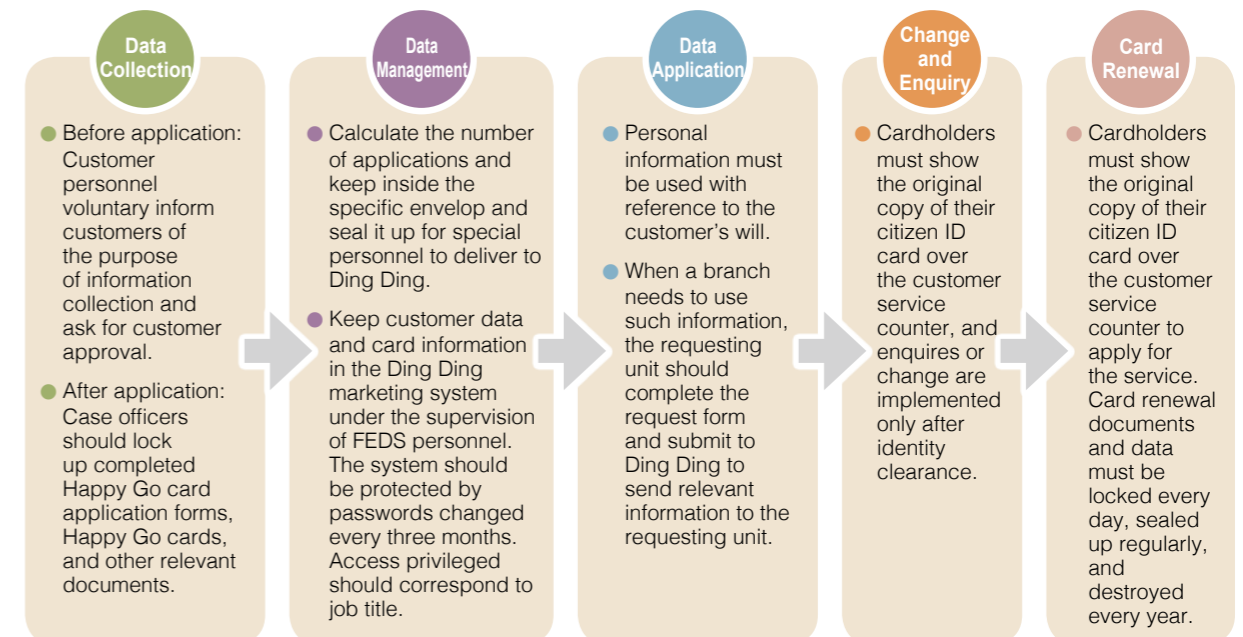 Data
Collection
● Before application:
Customer
personnel
voluntary inform
customers of
the purpose
of information
collection and
ask for customer
approval.
● After application:
Case officers
should lock
up completed
Happy Go card
application forms,
Happy Go cards,
and other relevant
documents.
Data
Management
● Calculate the number
of applications and
keep inside the
specific envelop and
seal it up for special
personnel to deliver to
Ding Ding.
● Keep customer data
and card information
in the Ding Ding
marketing system
under the supervision
of FEDS personnel.
The system should
be protected by
passwords changed
every three months.
Access privileged
should correspond to
job title.
Data
Application
● Personal
information must
be used with
reference to the
customer's will.
● When a branch
needs to use
such information,
the requesting
unit should
complete the
request form
and submit to
Ding Ding to
send relevant
information to the
requesting unit.
Change
and
Enquiry
● Cardholders
must show
the original
copy of their
citizen ID
card over
the customer
service
counter, and
enquires or
change are
implemented
only after
identity
clearance.
Card
Renewal
● Cardholders
must show
the original
copy of their
citizen ID
card over
the customer
service
counter to
apply for
the service.
Card renewal
documents
and data
must be
locked every
day, sealed
up regularly,
and
destroyed
every year.